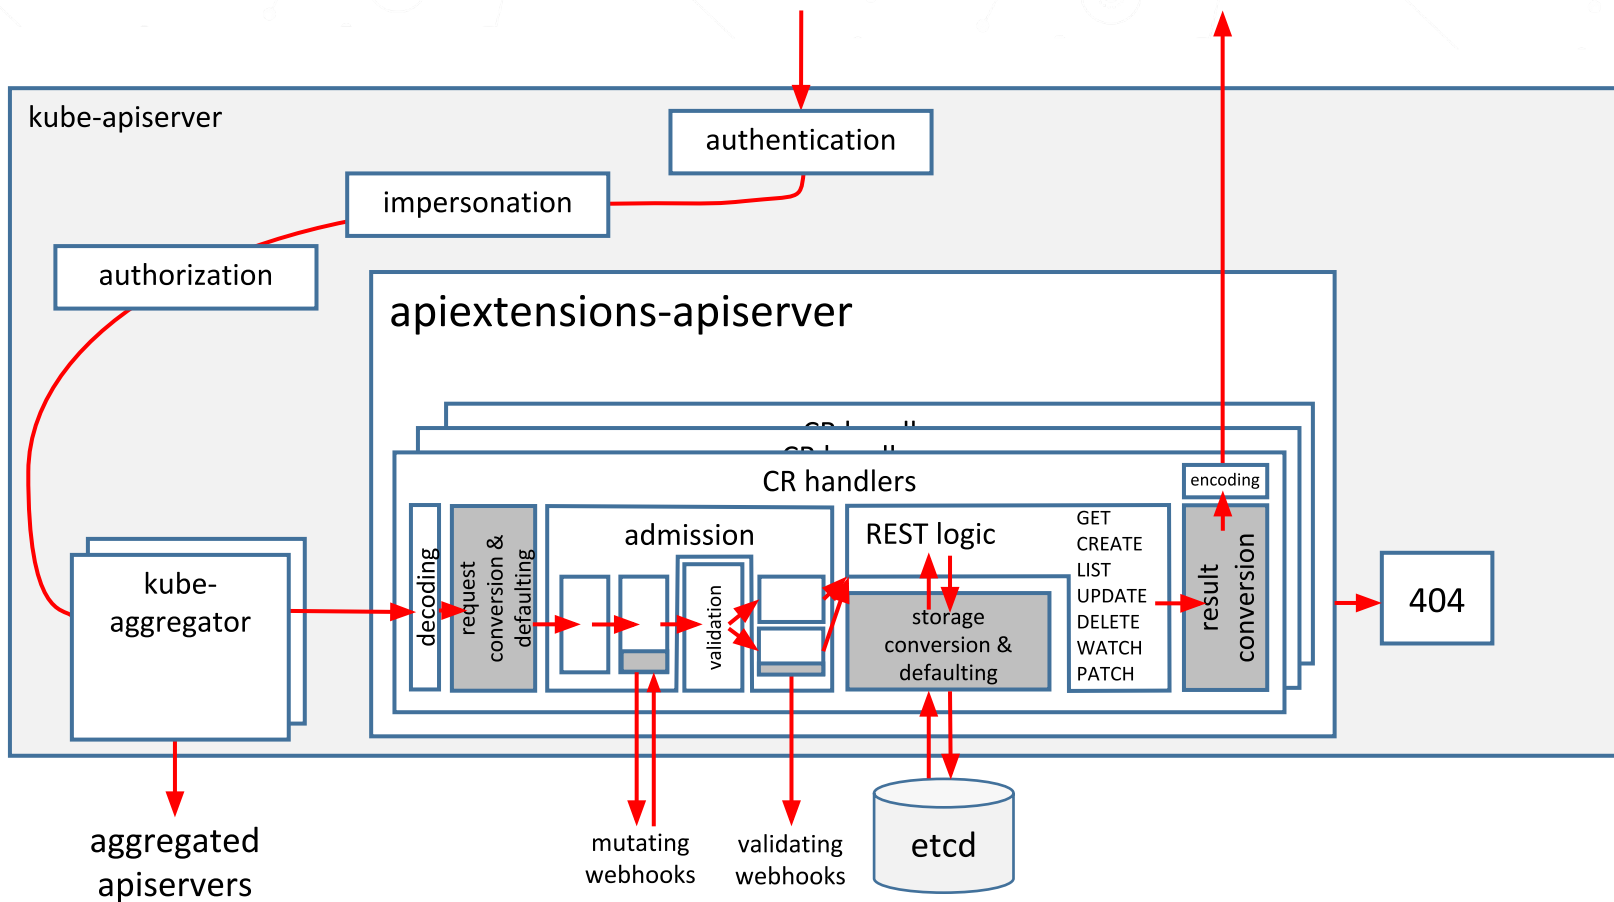 kube-apiserver
authentication
impersonation
authorization
apiextensions-apiserver
CR handlers
encoding
decoding
request
conversion &
defaulting
admission
validation
REST logic
storage
conversion &
defaulting
GET
CREATE
LIST
UPDATE
DELETE
WATCH
PATCH
result
conversion
404
kube-
aggregator
aggregated
apiservers
mutating
webhooks
validating
webhooks
etcd